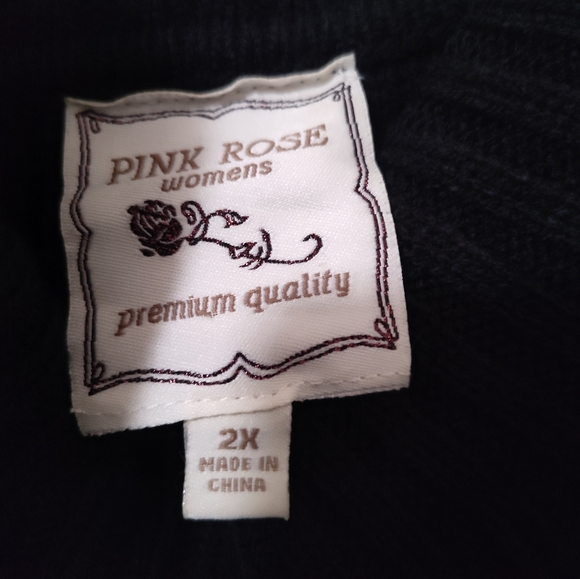 PINK ROSE
womens
premium quality
2X
MADE IN
CHINA